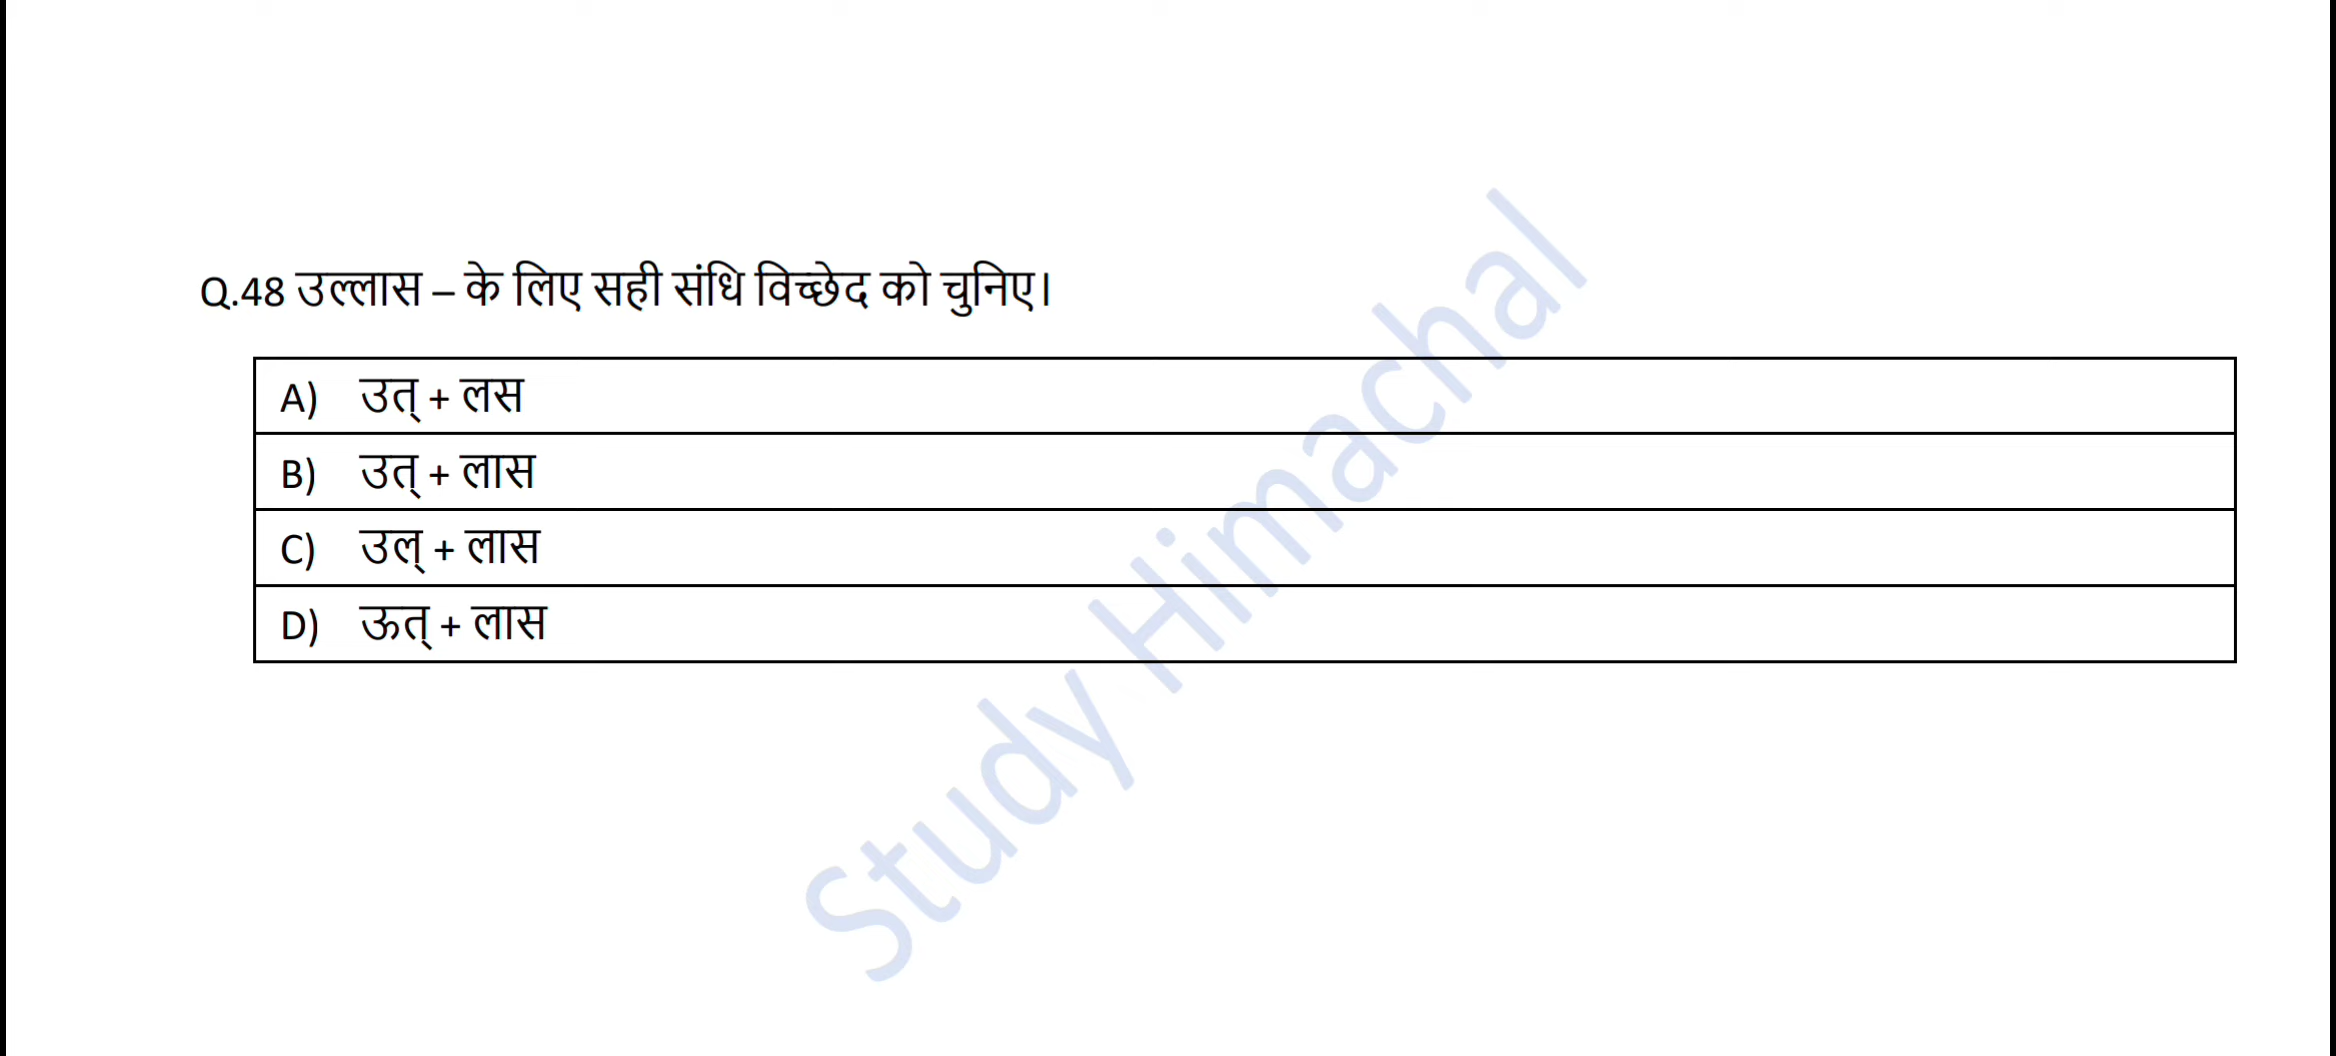 Q.48 उल्लास – के लिए सही संधि विच्छेद को चुनिए।
A) उत् + लस
B) उत् + लास
C) उल् + लास
D) ऊत् + लास
Study Himachal